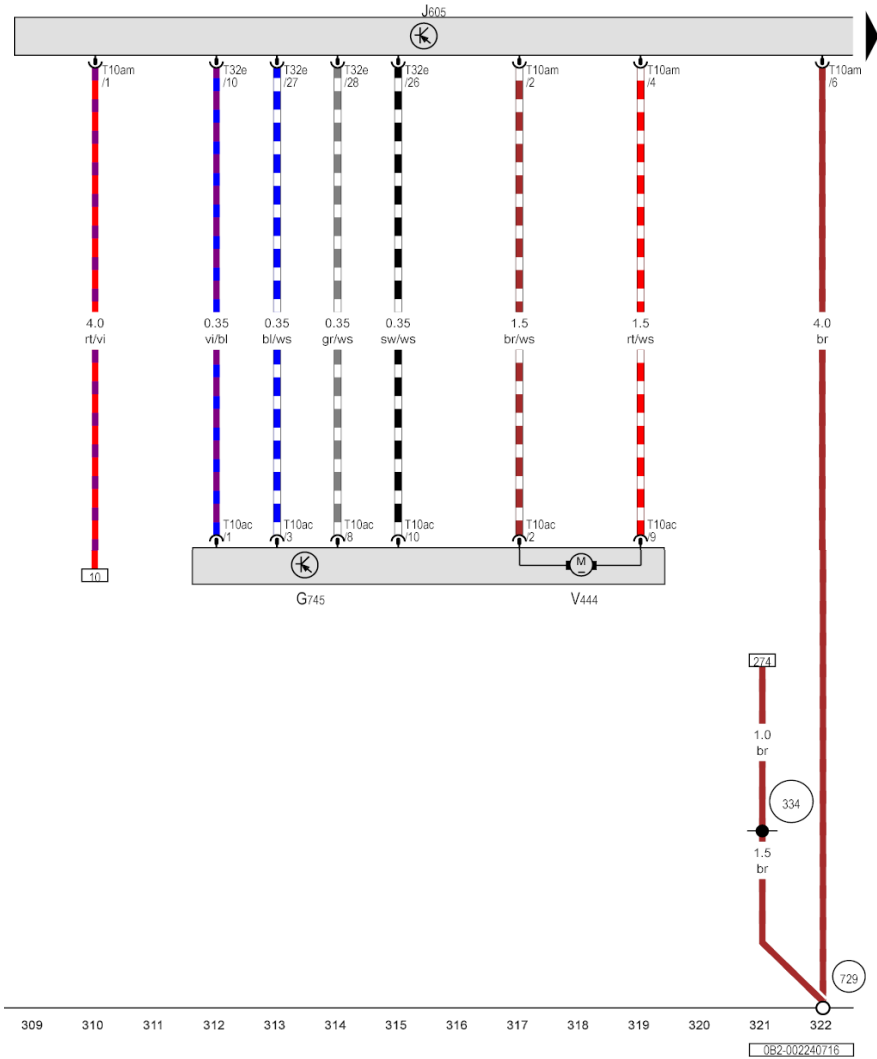 J605
T10am
/1
T32e
/10
T32e
/27
T32e
/28
T32e
/26
T10am
/2
T10am
/4
T10am
/6
4.0
rt/vi
0.35
vi/bl
0.35
bl/ws
0.35
gr/ws
0.35
sw/ws
1.5
br/ws
1.5
rt/ws
4.0
br
T10ac
/1
T10ac
/3
T10ac
/8
T10ac
/10
T10ac
/2
T10ac
/9
M
10
G745
V444
274
1.0
br
334
1.5
br
729
309 310 311 312 313 314 315 316 317 318 319 320 321 322
0B2-002240716